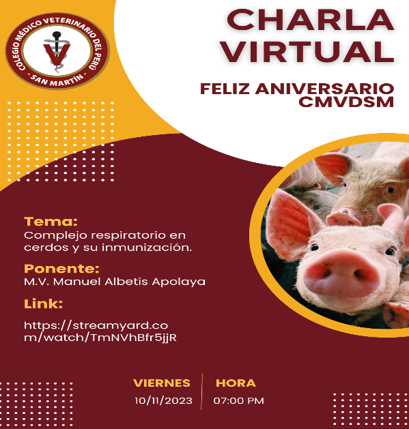 COLEGIO MÉDICO VETERINARIO DEL PERÚ
- SAN MARTÍN -
V
CHARLA
VIRTUAL
FELIZ ANIVERSARIO
CMVDSM
Tema:
Complejo respiratorio en
cerdos y su inmunización.
Ponente:
M.V. Manuel Albetis Apolaya
Link:
https://streamyard.co
m/watch/TmNVhBfr5jjR
VIERNES
HORA
10/11/2023
07:00 PM